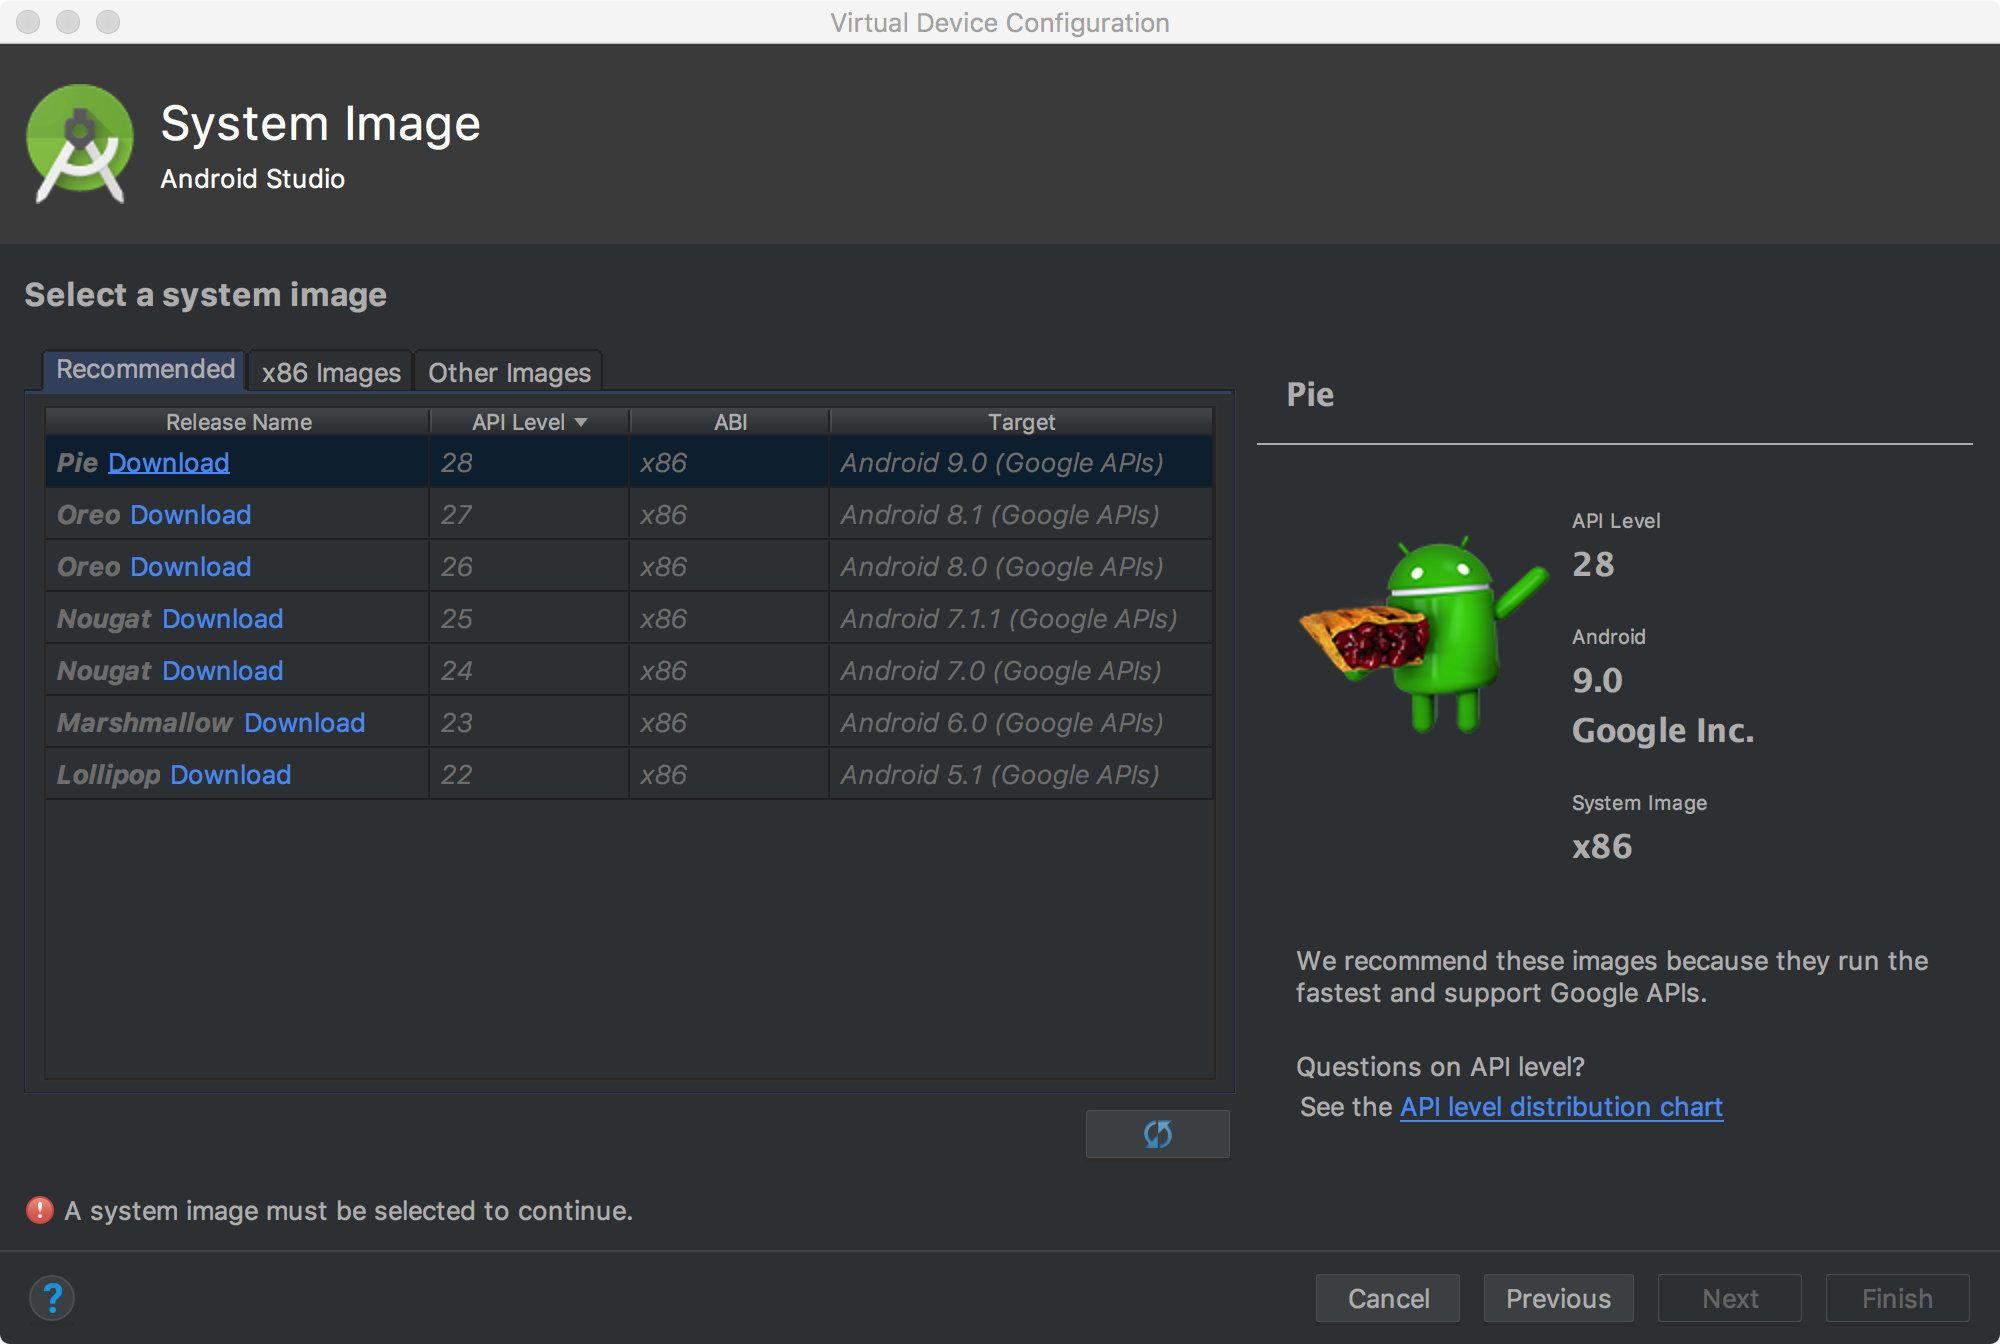 Virtual Device Configuration
System Image
Android Studio
Select a system image
Recommended x86 Images Other Images
Release Name API Level ABI Target
Pie Download 28 x86 Android 9.0 (Google APIs)
Oreo Download 27 x86 Android 8.1 (Google APIs)
Oreo Download 26 x86 Android 8.0 (Google APIs)
Nougat Download 25 x86 Android 7.1.1 (Google APIs)
Nougat Download 24 x86 Android 7.0 (Google APIs)
Marshmallow Download 23 x86 Android 6.0 (Google APIs)
Lollipop Download 22 x86 Android 5.1 (Google APIs)
Pie
API Level
28
Android
9.0
Google Inc.
System Image
x86
We recommend these images because they run the
fastest and support Google APIs.
Questions on API level?
See the API level distribution chart
A system image must be selected to continue.
? Cancel Previous Next Finish